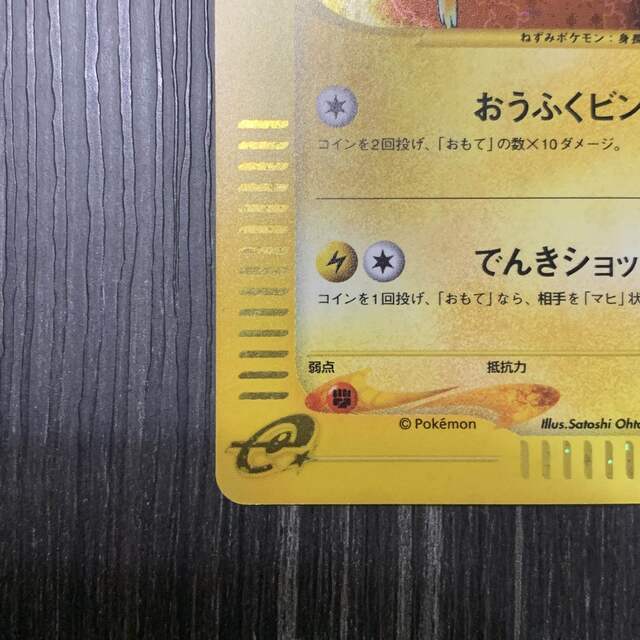 ねずみポケモン：身長
おうふくビン
コインを2回投げ、「おもて」の数×10ダメージ。
でんきショッ
コインを1回投げ、「おもて」なら、相手を「マヒ」状
弱点
抵抗力
© Pokémon
Illus.Satoshi Ohta
e